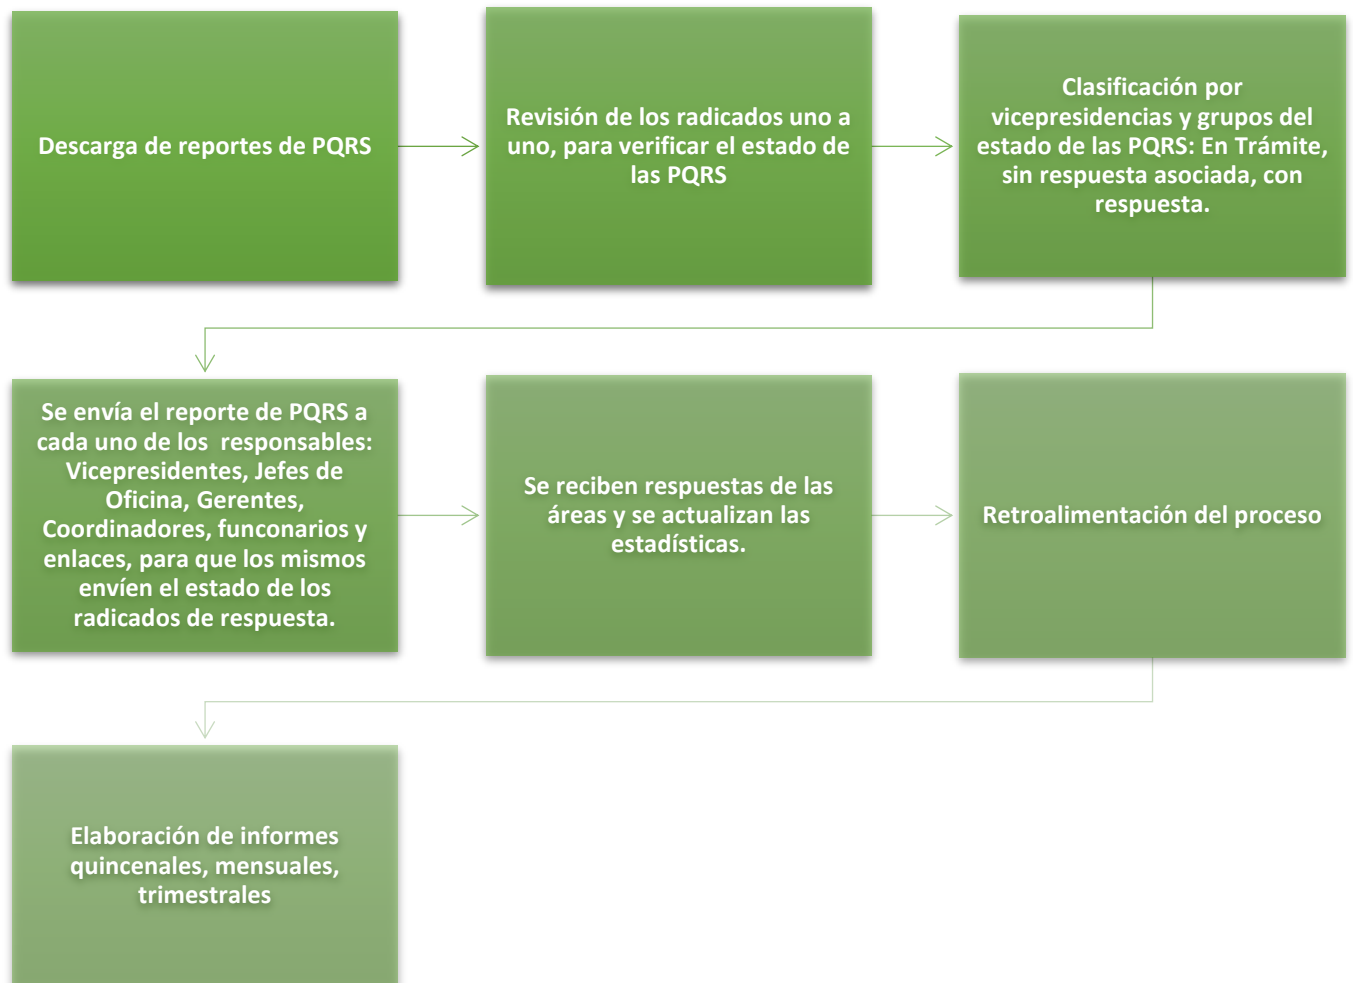 Descarga de reportes de PQRS
Revisión de los radicados uno a
uno, para verificar el estado de
las PQRS
Clasificación por
vicepresidencias y grupos del
estado de las PQRS: En Trámite,
sin respuesta asociada, con
respuesta.
Se envía el reporte de PQRS a
cada uno de los  responsables:
Vicepresidentes, Jefes de
Oficina, Gerentes,
Coordinadores, funconarios y
enlaces, para que los mismos
envíen el estado de los
radicados de respuesta.
Se reciben respuestas de las
áreas y se actualizan las
estadísticas.
Retroalimentación del proceso
Elaboración de informes
quincenales, mensuales,
trimestrales